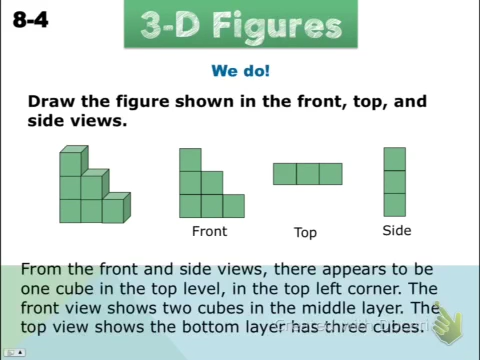 8-4
3-D Figures
We do!
Draw the figure shown in the front, top, and
side views.
Front
Top
Side
From the front and side views, there appears to be
one cube in the top level, in the top left corner. The
front view shows two cubes in the middle layer. The
top view shows the bottom layer has three cubes.